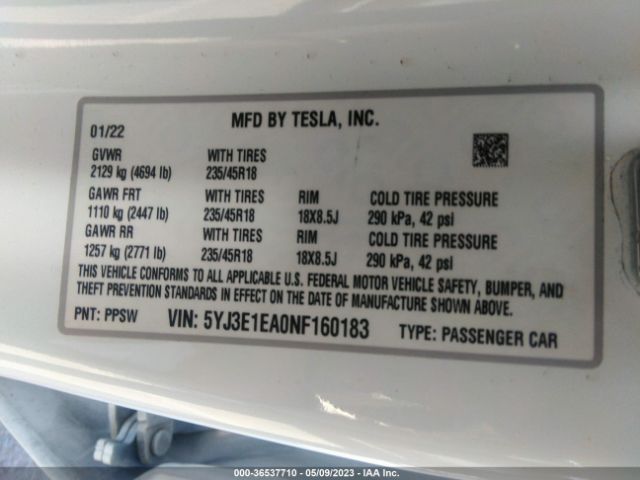 MFD BY TESLA, INC.
01/22
GVWR WITH TIRES
2129 kg (4694 lb) 235/45R18
GAWR FRT WITH TIRES RIM COLD TIRE PRESSURE
1110 kg (2447 lb) 235/45R18 18X8.5J 290 kPa, 42 psi
GAWR RR WITH TIRES RIM COLD TIRE PRESSURE
1257 kg (2771 lb) 235/45R18 18X8.5J 290 kPa, 42 psi
THIS VEHICLE CONFORMS TO ALL APPLICABLE U.S. FEDERAL MOTOR VEHICLE SAFETY, BUMPER, AND
THEFT PREVENTION STANDARDS IN EFFECT ON THE DATE OF MANUFACTURE SHOWN ABOVE.
PNT: PPSW VIN: 5YJ3E1EA0NF160183 TYPE: PASSENGER CAR
000-36537710 - 05/09/2023 - IAA Inc.